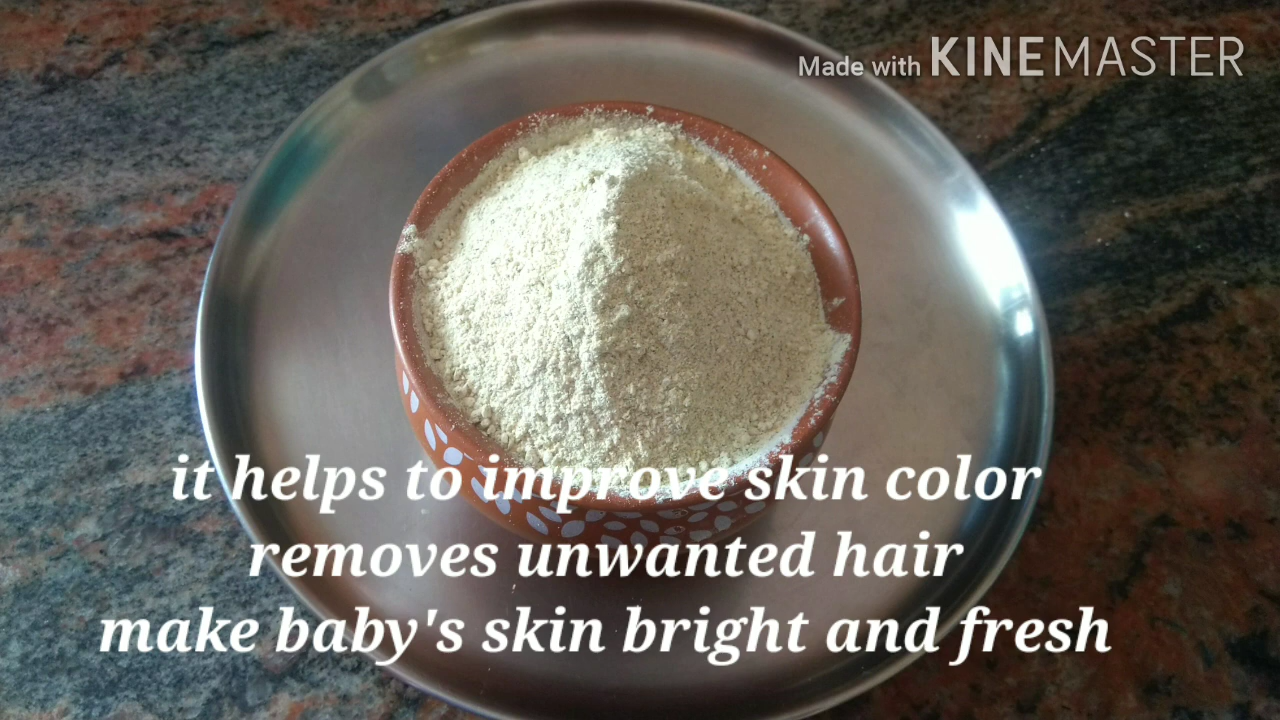 Made with KINEMASTER
it helps to improve skin color
removes unwanted hair
make baby's skin bright and fresh